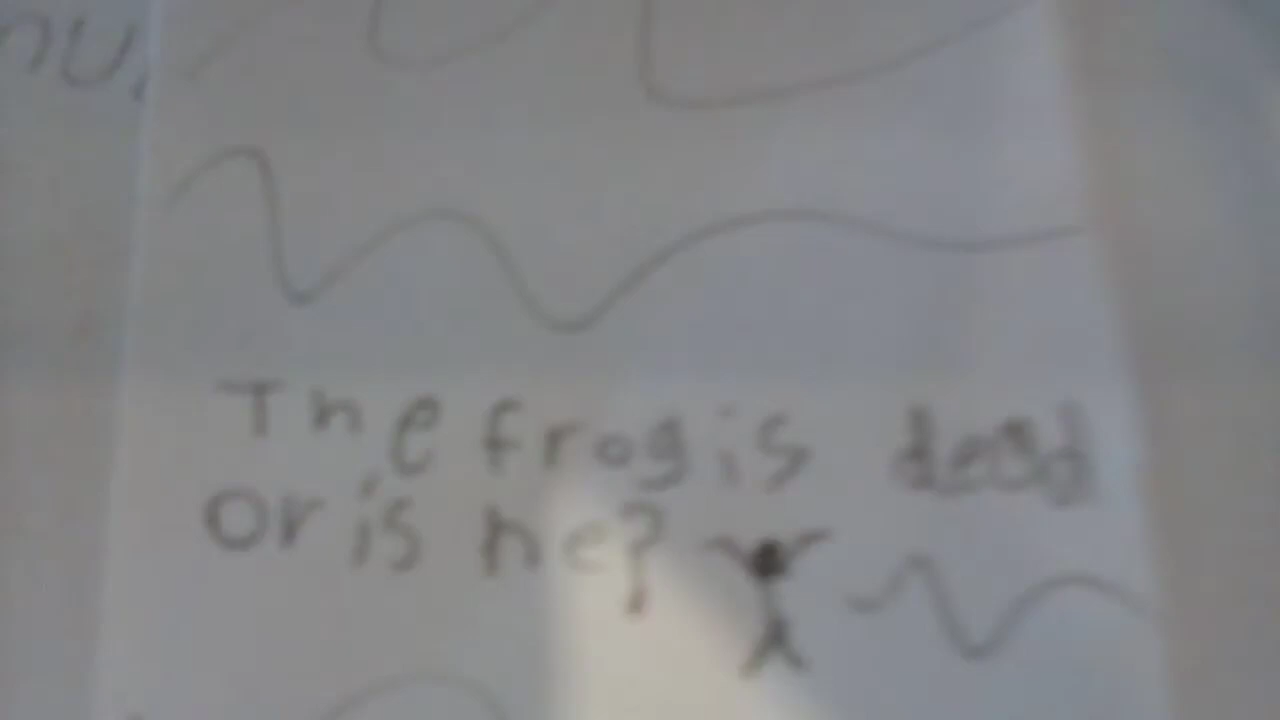 The frog is dead
or is he?